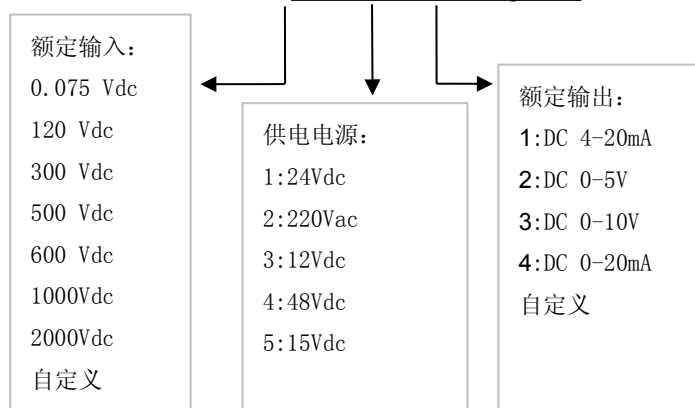 额定输入：
0.075 Vdc
120 Vdc
300 Vdc
500 Vdc
600 Vdc
1000Vdc
2000Vdc
自定义
供电电源：
1:24Vdc
2:220Vac
3:12Vdc
4:48Vdc
5:15Vdc
额定输出：
1:DC 4-20mA
2:DC 0-5V
3:DC 0-10V
4:DC 0-20mA
自定义